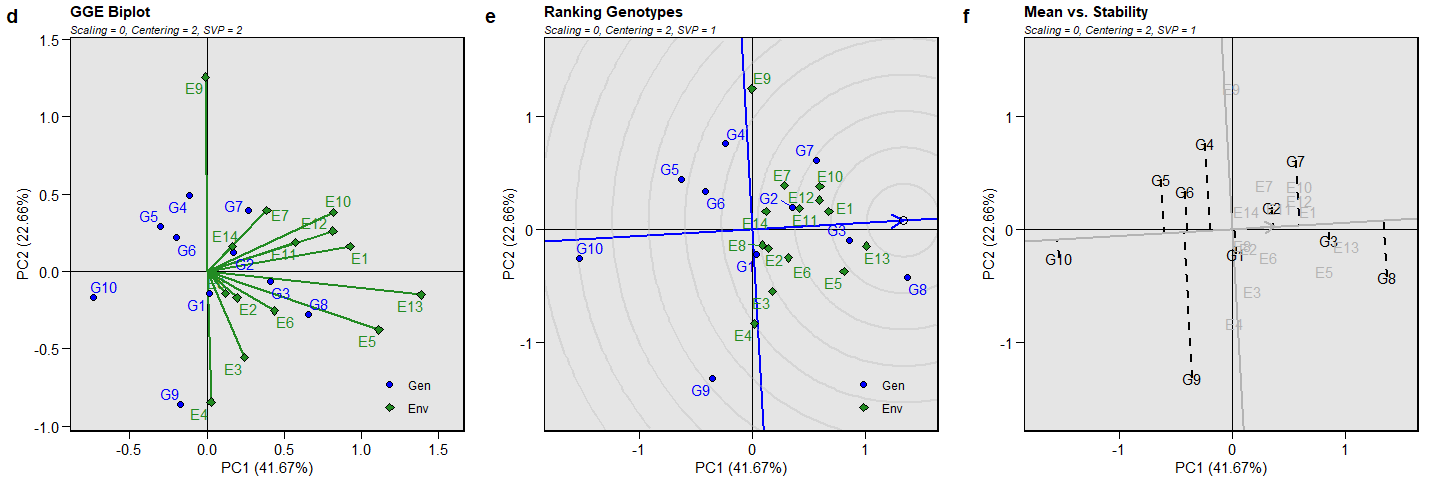 d
GGE Biplot
Scaling = 0, Centering = 2, SVP = 2
1.5
1.0
0.5
0.0
-0.5
-1.0
PC2 (22.66%)
E9
G4
G5
G6
G7
E7
E10
E12
E14
E11
G2
E1
G10
G1
E2
G3
E6
G8
E13
E5
E3
G9
E4
Gen
Env
-0.5
0.0
0.5
1.0
1.5
PC1 (41.67%)
e
Ranking Genotypes
Scaling = 0, Centering = 2, SVP = 1
1
0
-1
PC2 (22.66%)
E9
G4
G7
G5
E7
E10
G6
G2
E12
E1
E14
E11
G3
G10
E8
G1
E2
E6
E13
E5
G8
E3
E4
G9
Gen
Env
-1
0
1
PC1 (41.67%)
f
Mean vs. Stability
Scaling = 0, Centering = 2, SVP = 1
1
0
-1
PC2 (22.66%)
E9
G4
G7
G5
G6
E7
E10
E12
G2
E14
E1
G3
E13
G1
G10
E6
E5
G8
E3
E4
G9
-1
0
1
PC1 (41.67%)